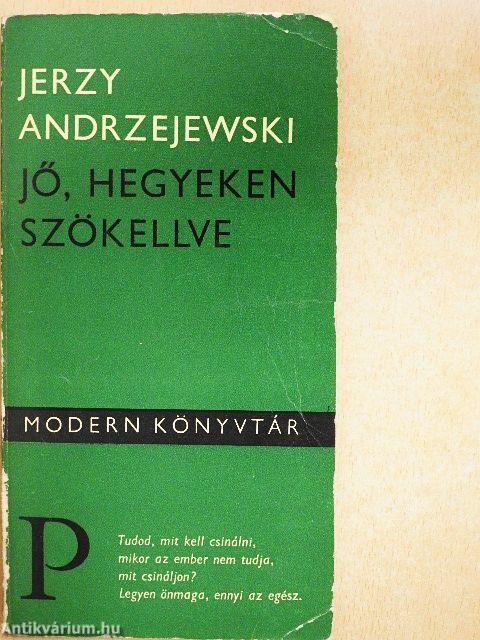 JERZY
ANDRZEJEWSKI
JŐ, HEGYEKEN
SZÖKELLVE
MODERN KÖNYVTÁR
P
Tudod, mit kell csinálni,
mikor az ember nem tudja,
mit csináljon?
Legyen önmaga, ennyi az egész.
Antikvárium.hu